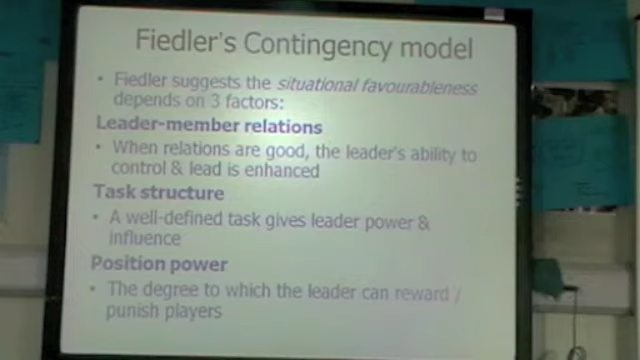 Fiedler's Contingency model
• Fiedler suggests the situational favourableness
depends on 3 factors:
Leader-member relations
• When relations are good, the leader's ability to
control & lead is enhanced
Task structure
• A well-defined task gives leader power &
influence
Position power
• The degree to which the leader can reward /
punish players